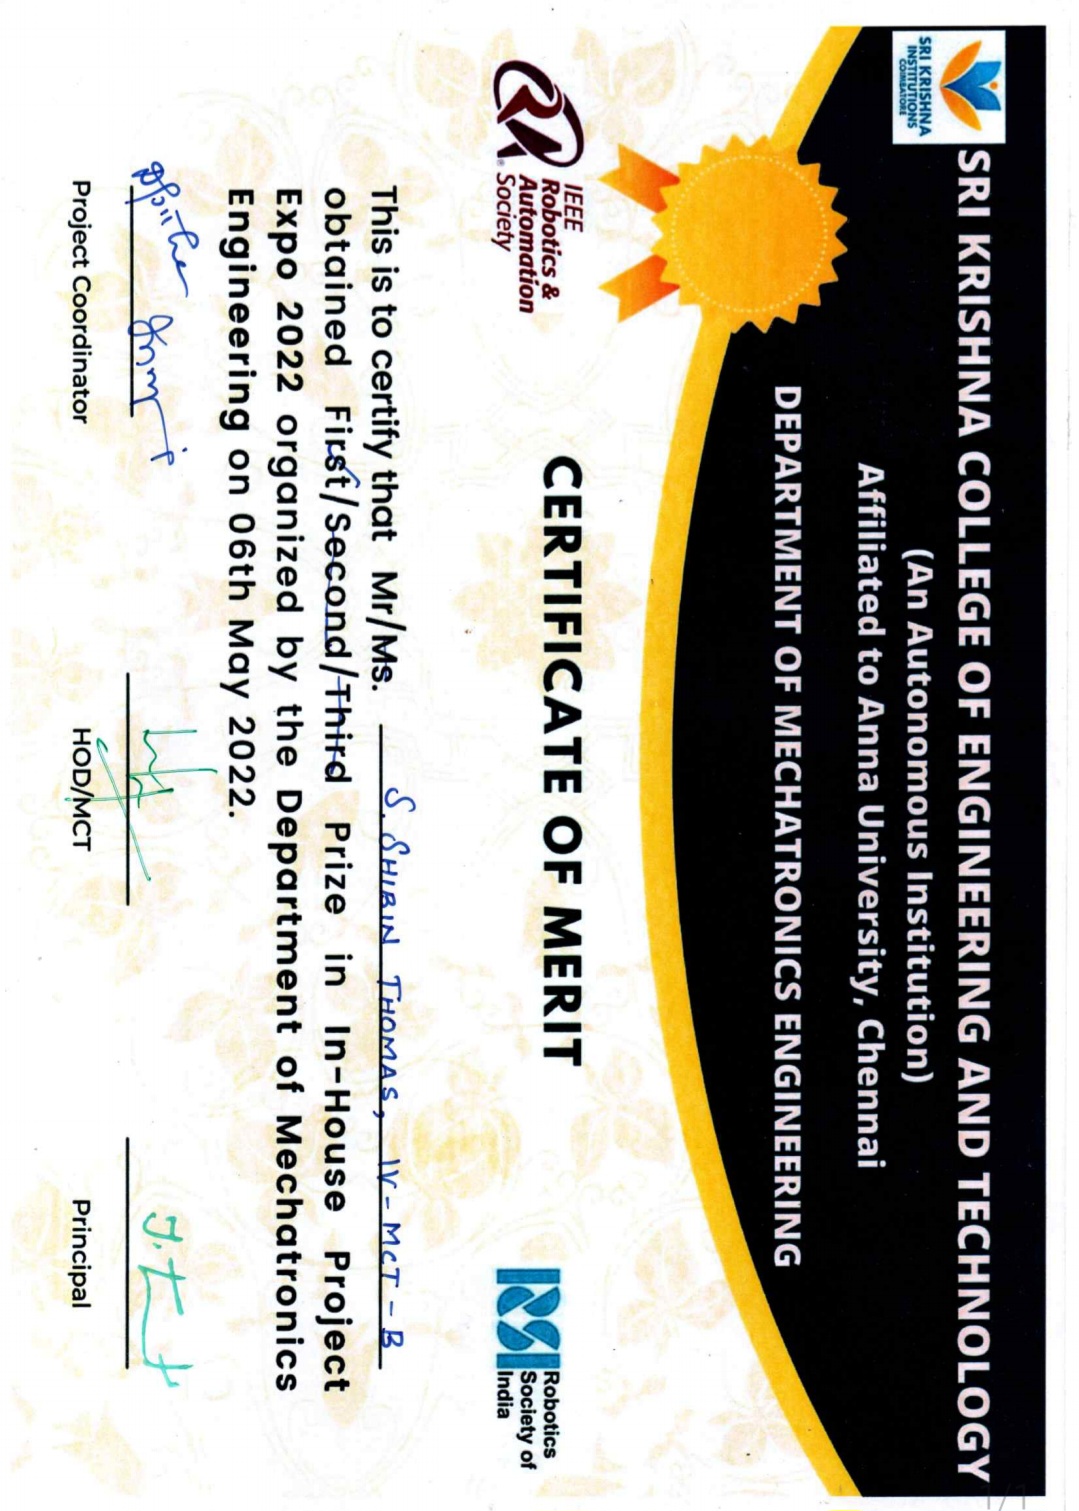 SRI KRISHNA
INSTITUTIONS
COIMBATORE
SRI KRISHNA COLLEGE OF ENGINEERING AND TECHNOLOGY
(An Autonomous Institution)
Affiliated to Anna University, Chennai
DEPARTMENT OF MECHATRONICS ENGINEERING
IEEE
Robotics &
Automation
Society
CERTIFICATE OF MERIT
RSI
Robotics
Society of
India
This is to certify that Mr/Ms. S. SHIBIN THOMAS, IV-MCT-B
obtained First/Second/Third Prize in In-House Project
Expo 2022 organized by the Department of Mechatronics
Engineering on 06th May 2022.
Project Coordinator
HOD/MCT
Principal